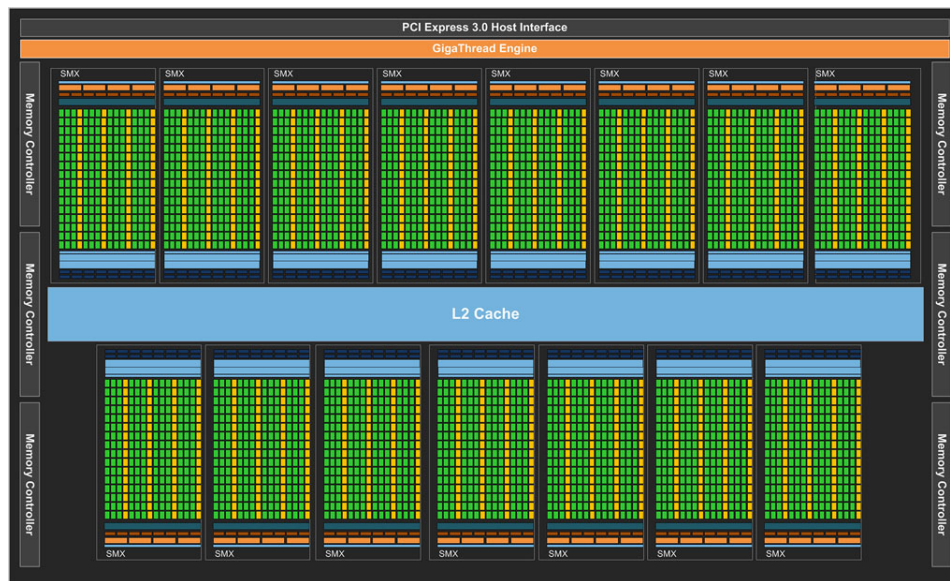 PCI Express 3.0 Host Interface
GigaThread Engine
SMX SMX SMX SMX SMX SMX SMX SMX
Memory Controller
Memory Controller
Memory Controller
Memory Controller
L2 Cache
Memory Controller
Memory Controller
SMX SMX SMX SMX SMX SMX SMX